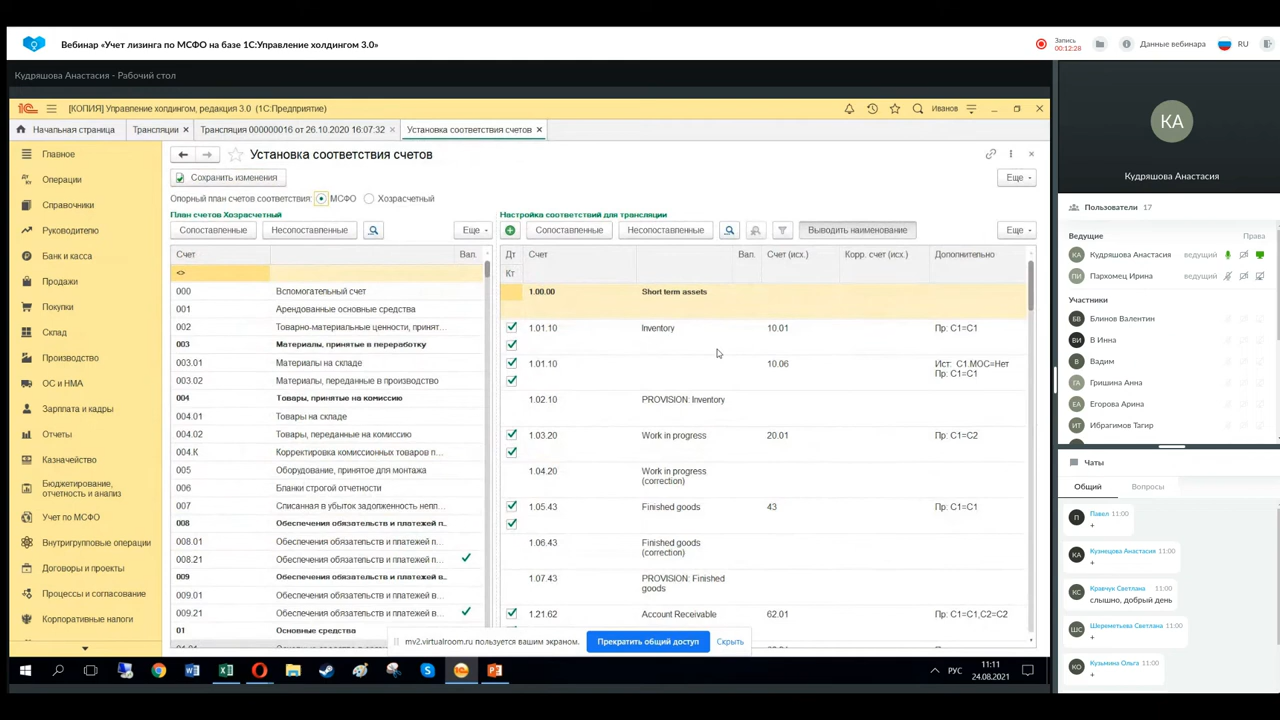 Вебинар «Учет лизинга по МСФО на базе 1С:Управление холдингом 3.0»
Запись
00:12:28
Данные вебинара
RU
Кудряшова Анастасия - Рабочий стол
[КОПИЯ] Управление холдингом, редакция 3.0 (1С:Предприятие)
Иванов
Начальная страница
Трансляции ×
Трансляция 000000016 от 26.10.2020 16:07:32 ×
Установка соответствия счетов ×
Главное
Операции
Справочники
Руководителю
Банк и касса
Продажи
Покупки
Склад
Производство
ОС и НМА
Зарплата и кадры
Отчеты
Казначейство
Бюджетирование,
отчетность и анализ
Учет по МСФО
Внутригрупповые операции
Договоры и проекты
Процессы и согласование
Корпоративные налоги
Установка соответствия счетов
Сохранить изменения
Еще
Опорный план счетов соответствия: МСФО Хозрасчетный
План счетов Хозрасчетный
Сопоставленные Несопоставленные Еще
Счет Вал.
<>
000 Вспомогательный счет
001 Арендованные основные средства
002 Товарно-материальные ценности, принят...
003 Материалы, принятые в переработку
003.01 Материалы на складе
003.02 Материалы, переданные в производство
004 Товары, принятые на комиссию
004.01 Товары на складе
004.02 Товары, переданные на комиссию
004.К Корректировка комиссионных товаров п...
005 Оборудование, принятое для монтажа
006 Бланки строгой отчетности
007 Списанная в убыток задолженность непл...
008 Обеспечения обязательств и платежей п...
008.01 Обеспечения обязательств и платежей п...
008.21 Обеспечения обязательств и платежей п...
009 Обеспечения обязательств и платежей в...
009.01 Обеспечения обязательств и платежей в...
009.21 Обеспечения обязательств и платежей в...
01 Основные средства
Настройка соответствий для трансляции
Сопоставленные Несопоставленные Выводить наименование Еще
Дт Счет Вал. Счет (исх.) Корр. счет (исх.) Дополнительно
Кт
1.00.00 Short term assets
1.01.10 Inventory 10.01 Пр: С1=С1
1.01.10 10.06 Ист: С1.МОС=Нет
Пр: С1=С1
1.02.10 PROVISION: Inventory
1.03.20 Work in progress 20.01 Пр: С1=С2
1.04.20 Work in progress
(correction)
1.05.43 Finished goods 43 Пр: С1=С1
1.06.43 Finished goods
(correction)
1.07.43 PROVISION: Finished
goods
1.21.62 Account Receivable 62.01 Пр: С1=С1,С2=С2
mv2.virtualroom.ru пользуется вашим экраном. Прекратить общий доступ Скрыть
РУС
11:11
24.08.2021
КА
Кудряшова Анастасия
Пользователи 17
Ведущие Права
КА Кудряшова Анастасия ведущий
ПИ Пархомец Ирина ведущий
Участники
БВ Блинов Валентин
ВИ В Инна
В Вадим
ГА Гришина Анна
ЕА Егорова Арина
ИТ Ибрагимов Тагир
Чаты
Общий Вопросы
П Павел 11:00
+
КА Кузнецова Анастасия 11:00
+
КС Кравчук Светлана 11:00
слышно, добрый день
ШС Шереметьева Светлана 11:00
+
КО Кузьмина Ольга 11:00
+